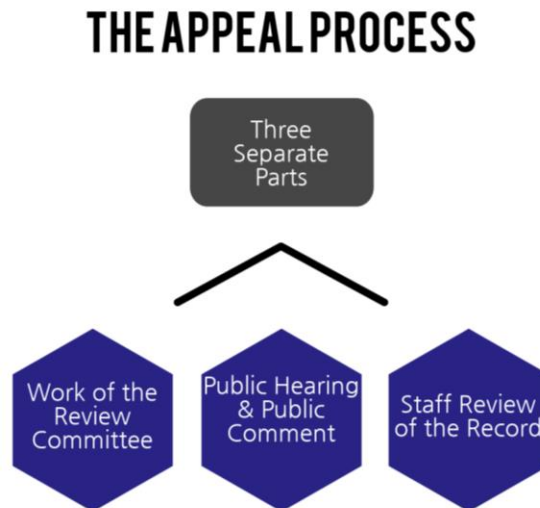 THE APPEAL PROCESS
Three
Separate
Parts
Work of the
Review
Committee
Public Hearing
& Public
Comment
Staff Review
of the Record